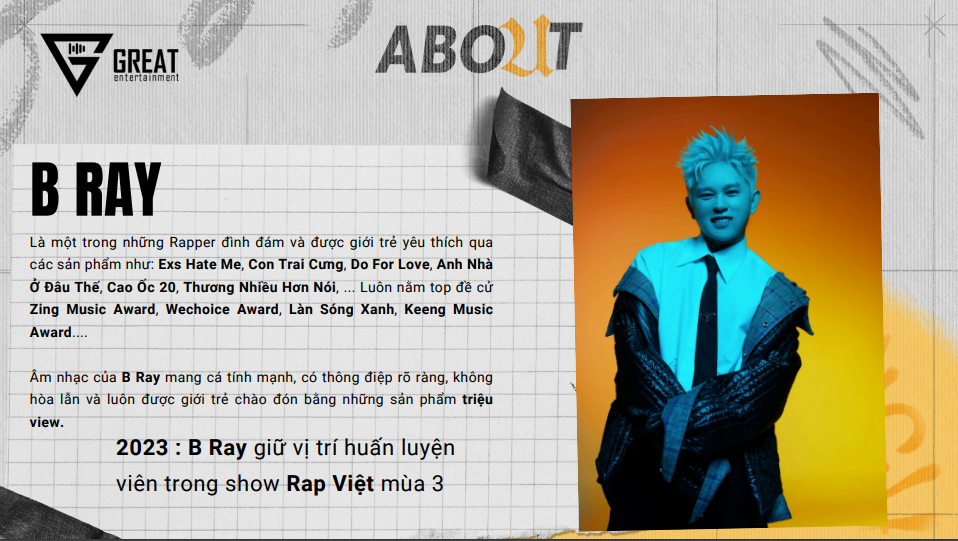 GREAT
entertainment
ABOUT
B RAY
Là một trong những Rapper đình đám và được giới trẻ yêu thích qua
các sản phẩm như: Exs Hate Me, Con Trai Cưng, Do For Love, Anh Nhà
Ở Đâu Thế, Cao Ốc 20, Thương Nhiều Hơn Nói, ... Luôn nằm top đề cử
Zing Music Award, Wechoice Award, Làn Sóng Xanh, Keeng Music
Award....
Âm nhạc của B Ray mang cá tính mạnh, có thông điệp rõ ràng, không
hòa lẫn và luôn được giới trẻ chào đón bằng những sản phẩm triệu
view.
2023 : B Ray giữ vị trí huấn luyện
viên trong show Rap Việt mùa 3